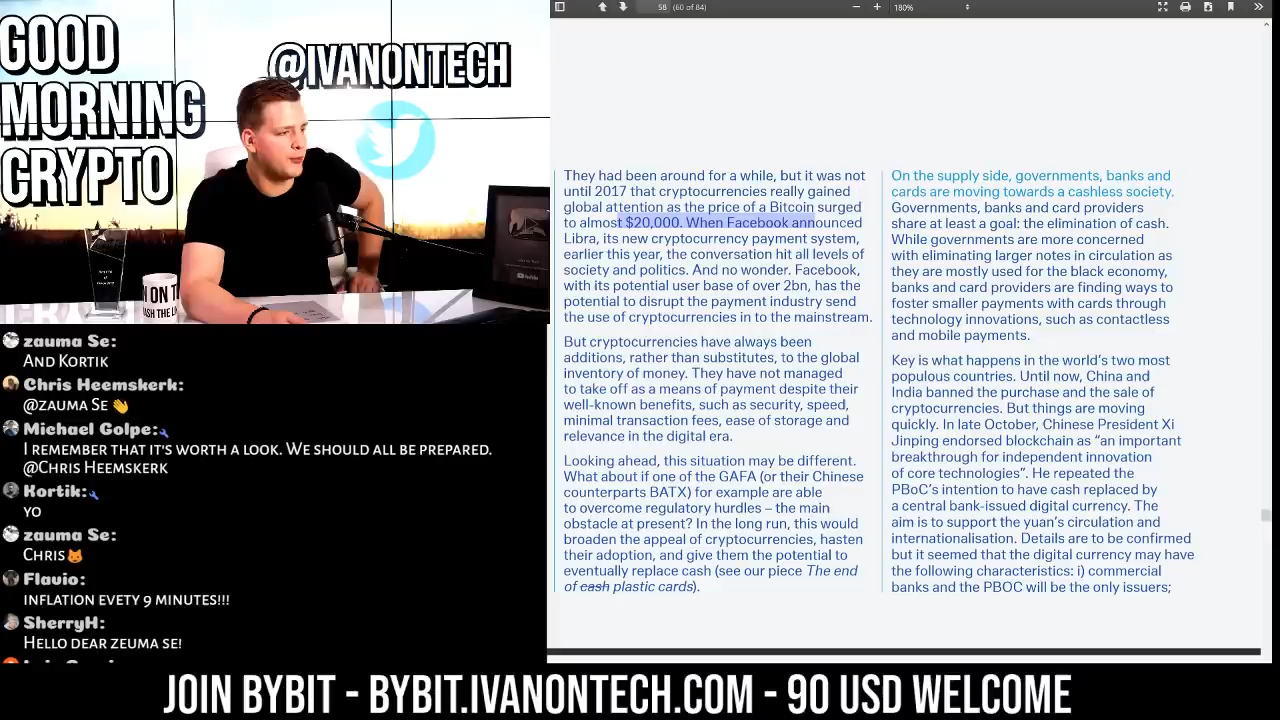 GOOD
MORNING
CRYPTO
@IVANONTECH
58 (60 of 84)
180%
YouTube
I ON T
ASH THE L
They had been around for a while, but it was not
until 2017 that cryptocurrencies really gained
global attention as the price of a Bitcoin surged
to almost $20,000. When Facebook announced
Libra, its new cryptocurrency payment system,
earlier this year, the conversation hit all levels of
society and politics. And no wonder. Facebook,
with its potential user base of over 2bn, has the
potential to disrupt the payment industry send
the use of cryptocurrencies in to the mainstream.
But cryptocurrencies have always been
additions, rather than substitutes, to the global
inventory of money. They have not managed
to take off as a means of payment despite their
well-known benefits, such as security, speed,
minimal transaction fees, ease of storage and
relevance in the digital era.
Looking ahead, this situation may be different.
What about if one of the GAFA (or their Chinese
counterparts BATX) for example are able
to overcome regulatory hurdles – the main
obstacle at present? In the long run, this would
broaden the appeal of cryptocurrencies, hasten
their adoption, and give them the potential to
eventually replace cash (see our piece The end
of cash plastic cards).
On the supply side, governments, banks and
cards are moving towards a cashless society.
Governments, banks and card providers
share at least a goal: the elimination of cash.
While governments are more concerned
with eliminating larger notes in circulation as
they are mostly used for the black economy,
banks and card providers are finding ways to
foster smaller payments with cards through
technology innovations, such as contactless
and mobile payments.
Key is what happens in the world's two most
populous countries. Until now, China and
India banned the purchase and the sale of
cryptocurrencies. But things are moving
quickly. In late October, Chinese President Xi
Jinping endorsed blockchain as “an important
breakthrough for independent innovation
of core technologies”. He repeated the
PBoC's intention to have cash replaced by
a central bank-issued digital currency. The
aim is to support the yuan's circulation and
internationalisation. Details are to be confirmed
but it seemed that the digital currency may have
the following characteristics: i) commercial
banks and the PBOC will be the only issuers;
zauma Se:
AND KORTIK
Chris Heemskerk:
@ZAUMA SE 👋
Michael Golpe:
I REMEMBER THAT IT'S WORTH A LOOK. WE SHOULD ALL BE PREPARED.
@CHRIS HEEMSKERK
Kortik:
YO
zauma Se:
CHRIS🐱
Flavio:
INFLATION EVETY 9 MINUTES!!!
SherryH:
HELLO DEAR ZEUMA SE!
JOIN BYBIT - BYBIT.IVANONTECH.COM - 90 USD WELCOME